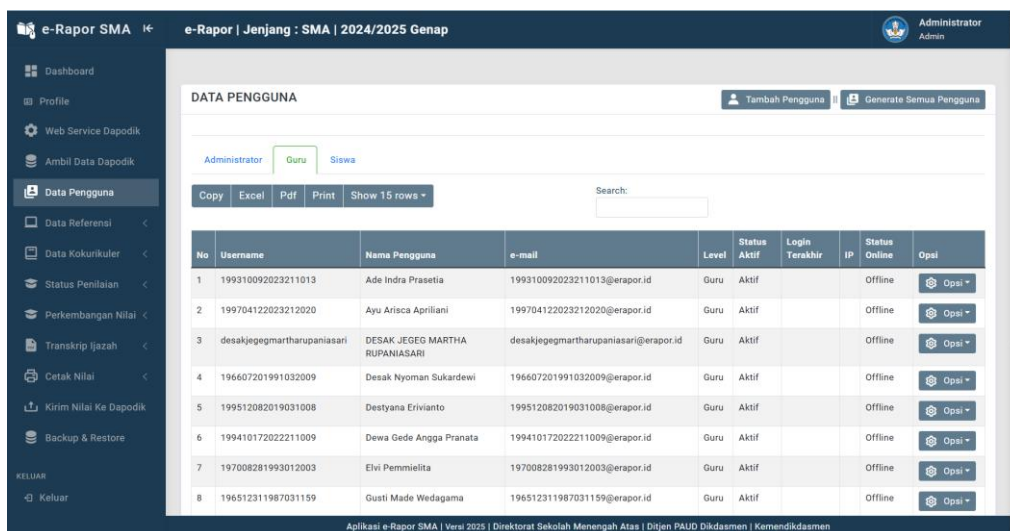 e-Rapor SMA
e-Rapor | Jenjang : SMA | 2024/2025 Genap
Administrator
Admin
Dashboard
Profile
Web Service Dapodik
Ambil Data Dapodik
Data Pengguna
Data Referensi
Data Kokurikuler
Status Penilaian
Perkembangan Nilai
Transkrip Ijazah
Cetak Nilai
Kirim Nilai Ke Dapodik
Backup & Restore
KELUAR
Keluar
DATA PENGGUNA
Tambah Pengguna || Generate Semua Pengguna
Administrator Guru Siswa
Copy Excel Pdf Print Show 15 rows
Search:
No Username Nama Pengguna e-mail Level Status Aktif Login Terakhir IP Status Online Opsi
1 199310092023211013 Ade Indra Prasetia 199310092023211013@erapor.id Guru Aktif Offline Opsi
2 199704122023212020 Ayu Arisca Apriliani 199704122023212020@erapor.id Guru Aktif Offline Opsi
3 desakjegegmartharupaniasari DESAK JEGEG MARTHA RUPANIASARI desakjegegmartharupaniasari@erapor.id Guru Aktif Offline Opsi
4 196607201991032009 Desak Nyoman Sukardewi 196607201991032009@erapor.id Guru Aktif Offline Opsi
5 199512082019031008 Destyana Erivianto 199512082019031008@erapor.id Guru Aktif Offline Opsi
6 199410172022211009 Dewa Gede Angga Pranata 199410172022211009@erapor.id Guru Aktif Offline Opsi
7 197008281993012003 Elvi Pemmielita 197008281993012003@erapor.id Guru Aktif Offline Opsi
8 196512311987031159 Gusti Made Wedagama 196512311987031159@erapor.id Guru Aktif Offline Opsi
Aplikasi e-Rapor SMA | Versi 2025 | Direktorat Sekolah Menengah Atas | Ditjen PAUD Dikdasmen | Kemendikdasmen